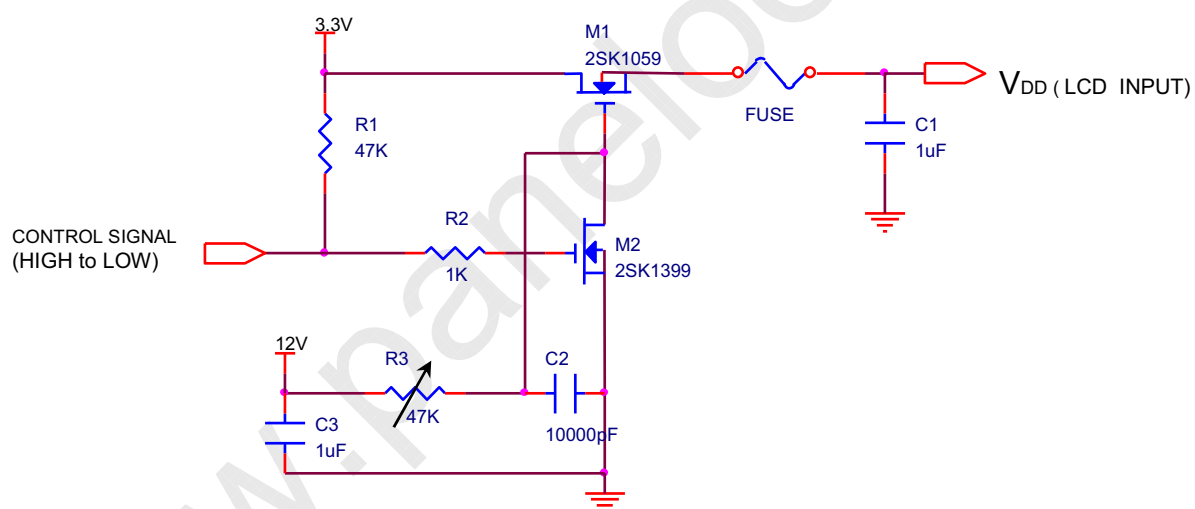 3.3V
M1
2SK1059
R1
47K
FUSE
C1
1uF
VDD ( LCD INPUT)
CONTROL SIGNAL
(HIGH to LOW)
R2
1K
M2
2SK1399
12V
R3
47K
C2
10000pF
C3
1uF
w.paneloo